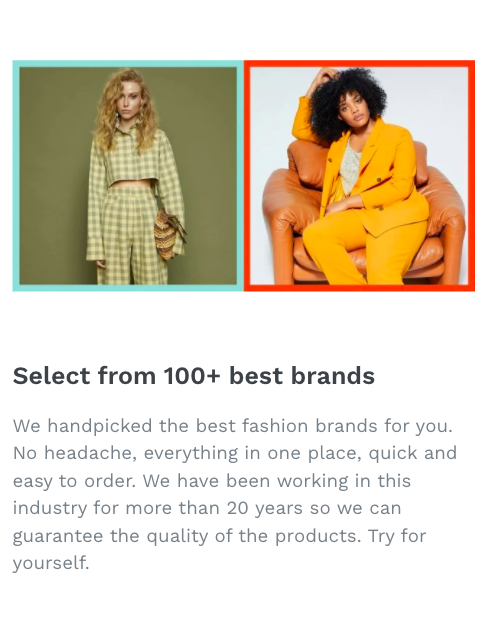 Select from 100+ best brands
We handpicked the best fashion brands for you.
No headache, everything in one place, quick and
easy to order. We have been working in this
industry for more than 20 years so we can
guarantee the quality of the products. Try for
yourself.